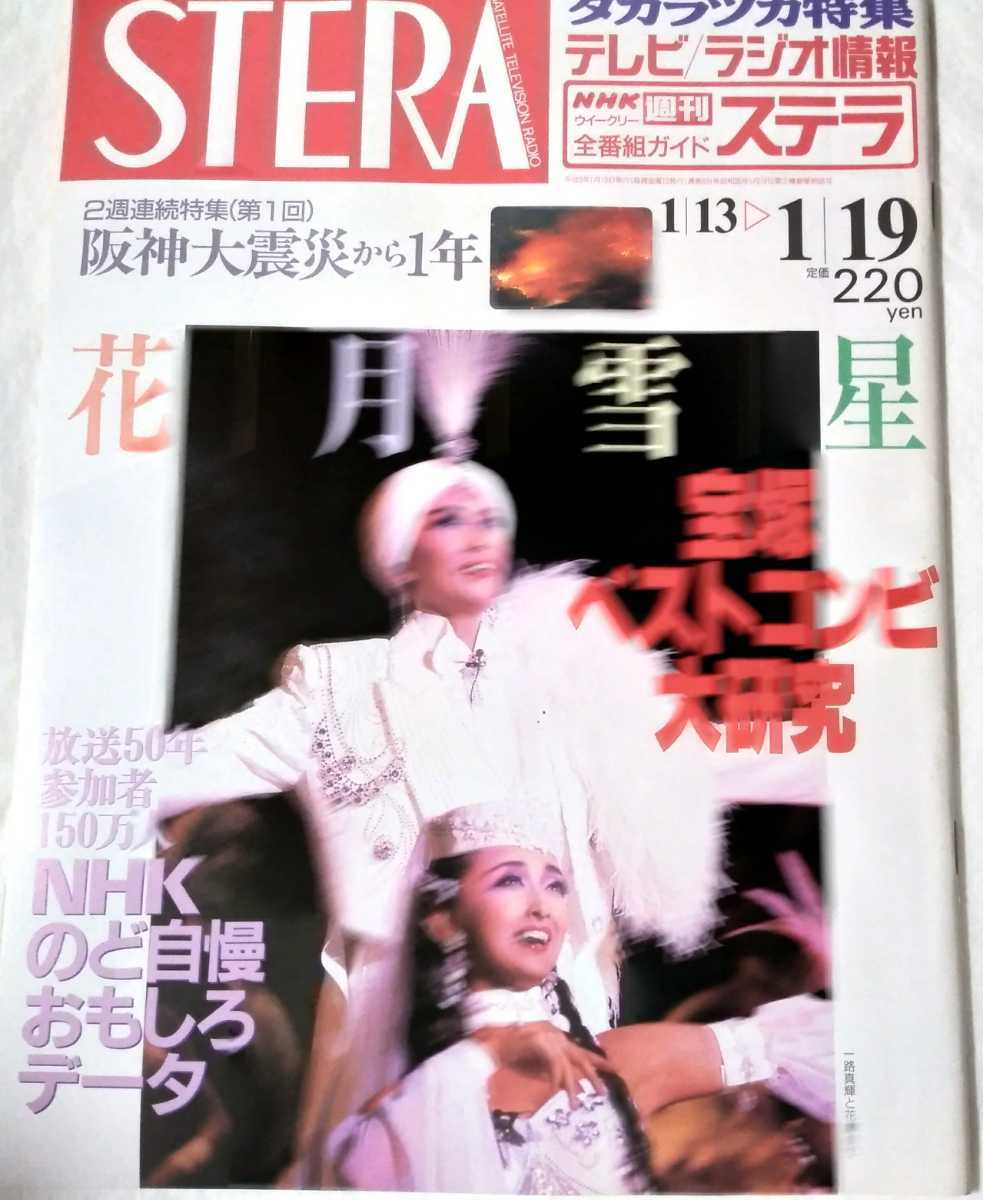 STERA
SATELLITE TELEVISION RADIO
タカラヅカ特集
テレビ/ラジオ情報
NHK
ウイークリー
週刊
ステラ
全番組ガイド
2週連続特集(第1回)
阪神大震災から1年
1|13▷1|19
定価
220
yen
花月雪星
宝塚
ベストコンビ
大研究
放送50年
参加者
150万人
NHK
のど自慢
おもしろ
データ
一路真輝と花